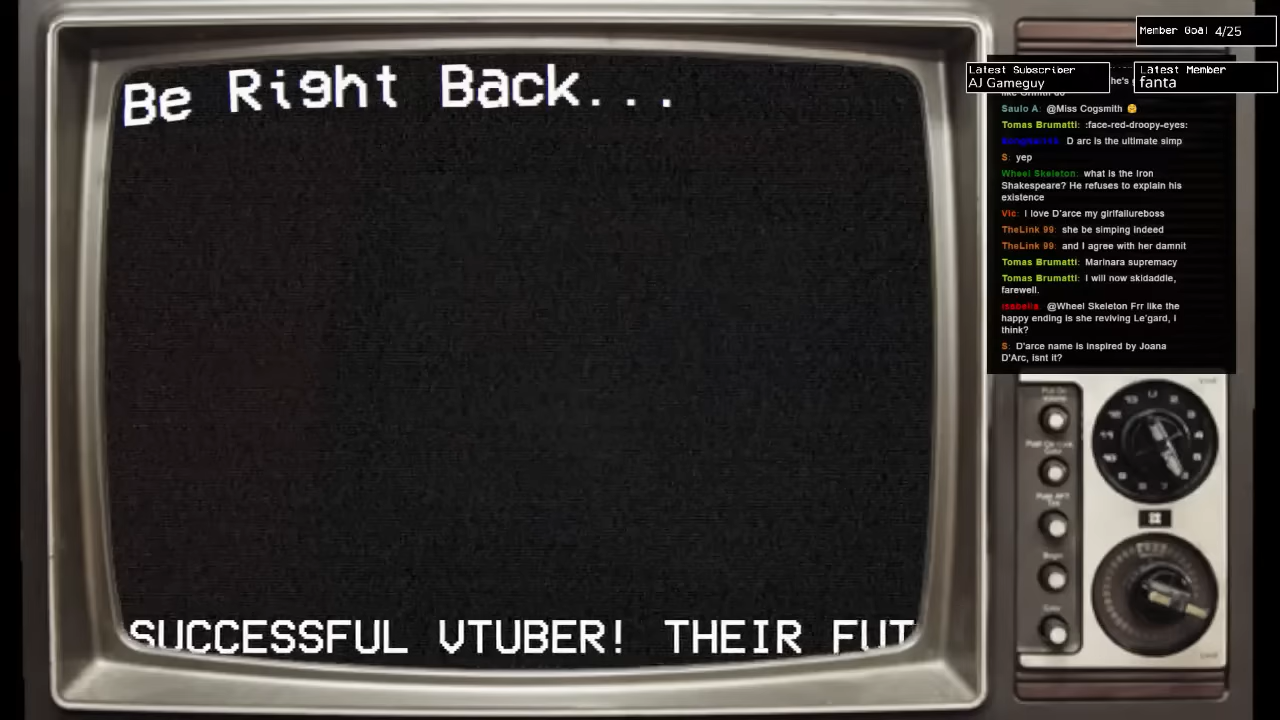 Be Right Back...
SUCCESSFUL VTUBER! THEIR FUT
Member Goal 4/25
Latest Subscriber
AJ Gameguy
Latest Member
fanta
Saulo A: @Miss Cogsmith
Tomas Brumatti: :face-red-droopy-eyes:
D arc is the ultimate simp
S: yep
Wheel Skeleton: what is the Iron
Shakespeare? He refuses to explain his
existence
Vic: I love D'arce my girlfailureboss
TheLink 99: she be simping indeed
TheLink 99: and I agree with her damnit
Tomas Brumatti: Marinara supremacy
Tomas Brumatti: I will now skidaddle,
farewell.
isabella: @Wheel Skeleton Frr like the
happy ending is she reviving Le'gard, i
think?
S: D'arce name is inspired by Joana
D'Arc, isnt it?